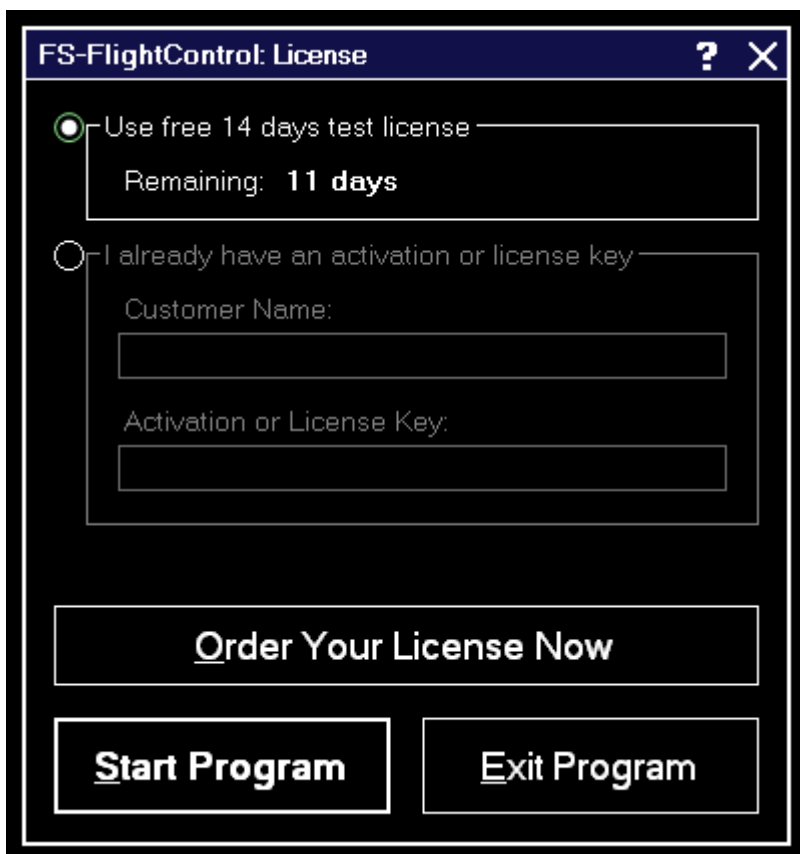 FS-FlightControl: License ?
Use free 14 days test license
Remaining: 11 days
I already have an activation or license key
Customer Name:
Activation or License Key:
Order Your License Now
Start Program Exit Program